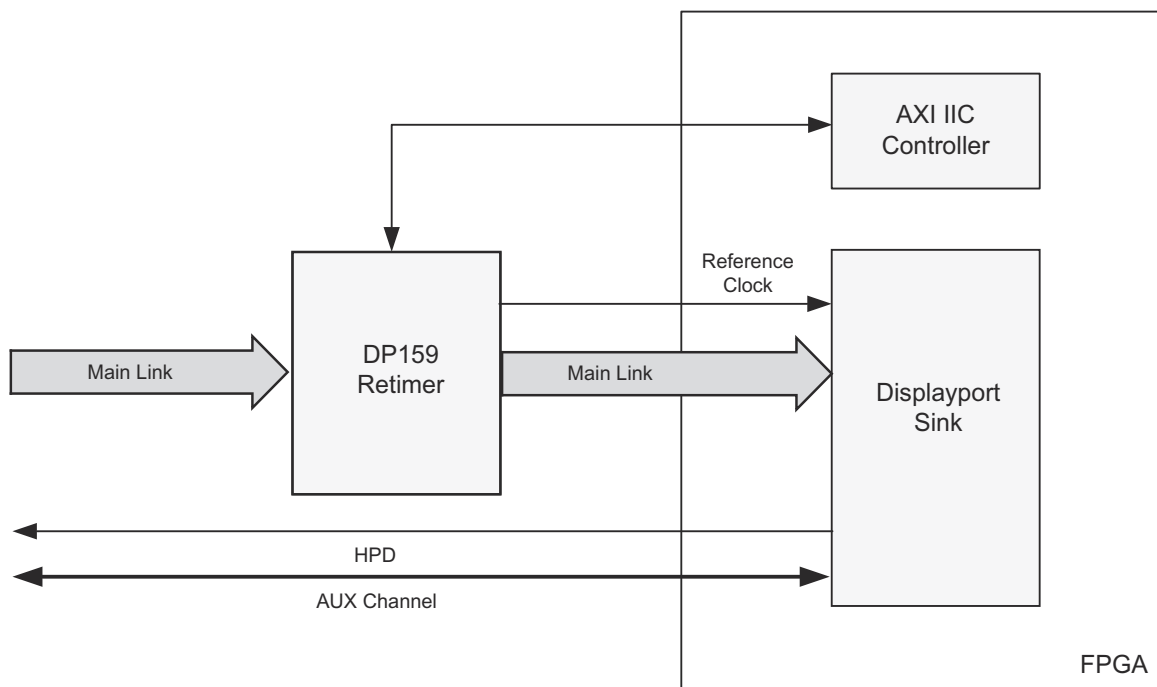 AXI IIC
Controller
Reference
Clock
DP159
Retimer
Main Link
Main Link
Displayport
Sink
HPD
AUX Channel
FPGA